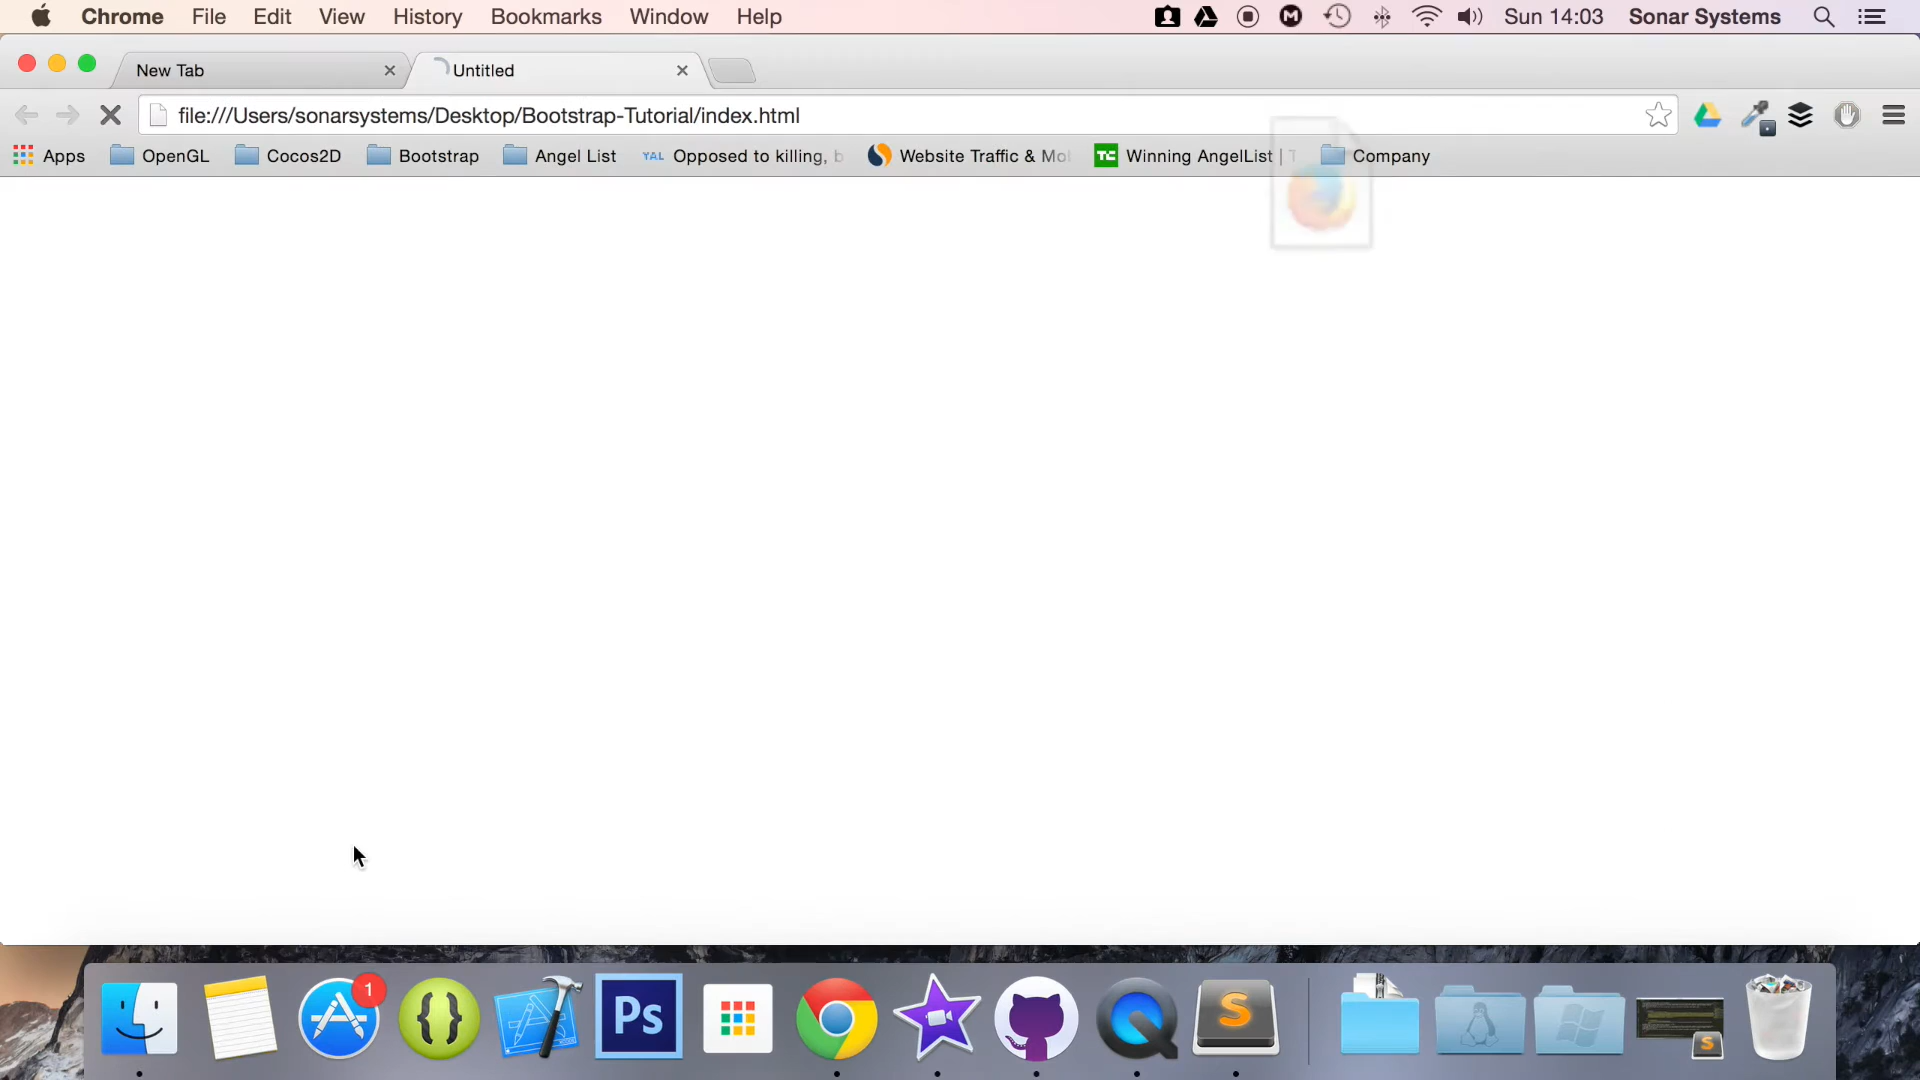 Chrome File Edit View History Bookmarks Window Help Sun 14:03 Sonar Systems
New Tab Untitled
file:///Users/sonarsystems/Desktop/Bootstrap-Tutorial/index.html
Apps OpenGL Cocos2D Bootstrap Angel List YAL Opposed to killing, b Website Traffic & Mo TC Winning AngelList | T Company
1
Ps
S
S